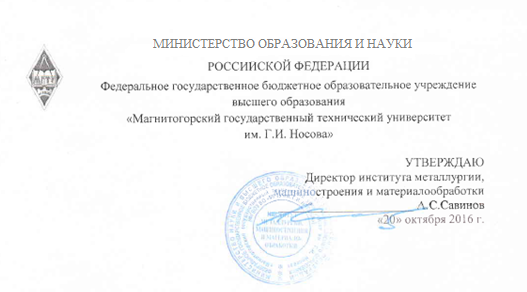 МИНИСТЕРСТВО ОБРАЗОВАНИЯ И НАУКИ
РОССИЙСКОЙ ФЕДЕРАЦИИ
Федеральное государственное бюджетное образовательное учреждение
высшего образования
«Магнитогорский государственный технический университет
им. Г.И. Носова»
УТВЕРЖДАЮ
Директор института металлургии,
машиностроения и материалообработки
А.С.Савинов
«20» октября 2016 г.